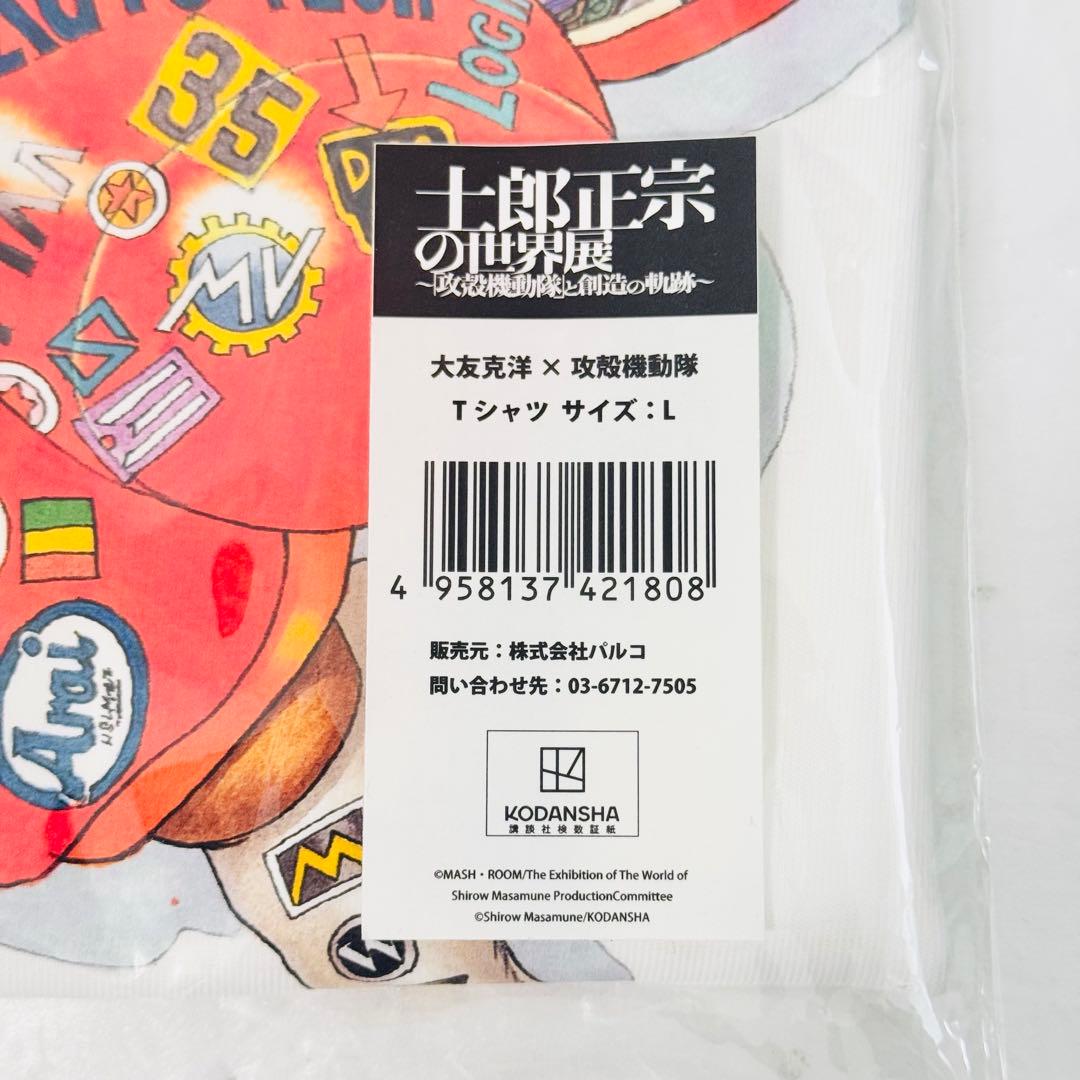 35
MV
Arai
士郎正宗
の世界展
～「攻殻機動隊」と創造の軌跡～
大友克洋 × 攻殻機動隊
Tシャツ サイズ：L
4 958137 421808
販売元：株式会社パルコ
問い合わせ先：03-6712-7505
KODANSHA
講談社検数証紙
©MASH・ROOM/The Exhibition of The World of
Shirow Masamune ProductionCommittee
©Shirow Masamune/KODANSHA